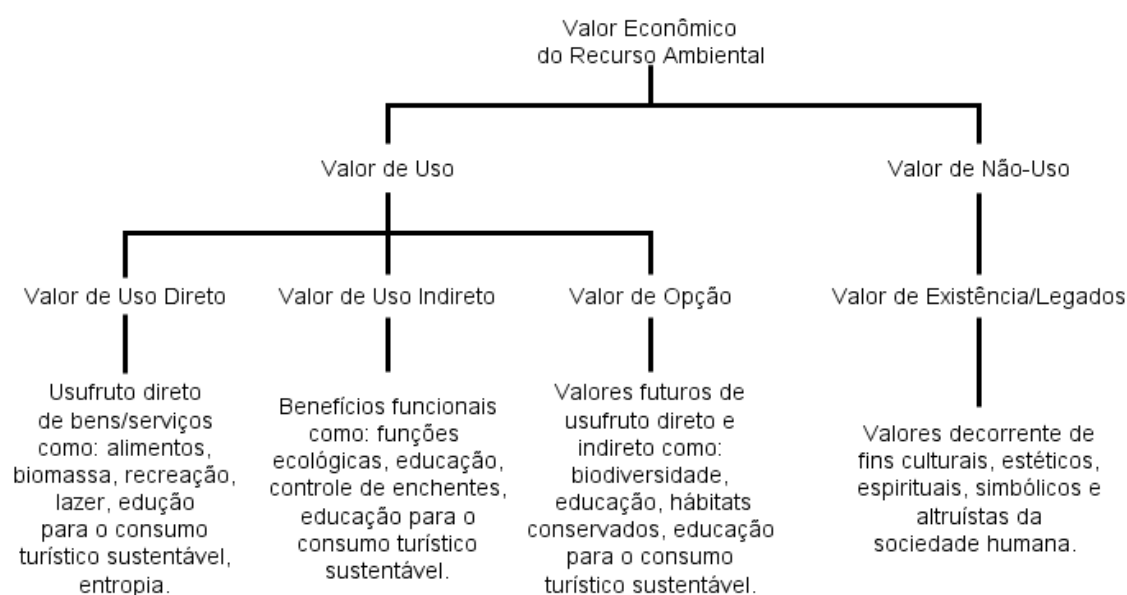 Valor Econômico
do Recurso Ambiental
Valor de Uso
Valor de Não-Uso
Valor de Uso Direto
Valor de Uso Indireto
Valor de Opção
Valor de Existência/Legados
Usufruto direto
de bens/serviços
como: alimentos,
biomassa, recreação,
lazer, edução
para o consumo
turístico sustentável,
entropia.
Benefícios funcionais
como: funções
ecológicas, educação,
controle de enchentes,
educação para o
consumo turístico
sustentável.
Valores futuros de
usufruto direto e
indireto como:
biodiversidade,
educação, hábitats
conservados, educação
para o consumo
turístico sustentável.
Valores decorrente de
fins culturais, estéticos,
espirituais, simbólicos e
altruístas da
sociedade humana.